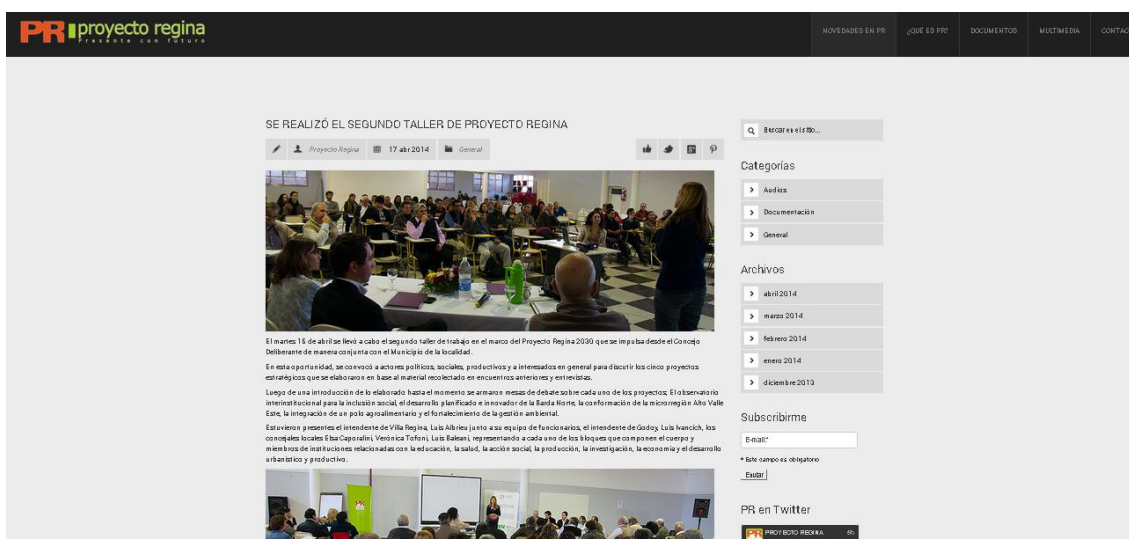 PR proyecto regina
Presente con futuro
NOVEDADES EN PR
¿QUÉ ES PR?
DOCUMENTOS
MULTIMEDIA
CONTAC
SE REALIZÓ EL SEGUNDO TALLER DE PROYECTO REGINA
Proyecto Regina 17 abr 2014 General
El martes 15 de abril se llevó a cabo el segundo taller de trabajo en el marco del Proyecto Regina 2030 que se impulsa desde el Concejo
Deliberante de manera conjunta con el Municipio de la localidad.
En esta oportunidad, se convocó a actores políticos, sociales, productivos y a interesados en general para discutir los cinco proyectos
estratégicos que se elaboraron en base al material recolectado en encuentros anteriores y entrevistas.
Luego de una introducción de lo elaborado hasta el momento se armaron mesas de debate sobre cada uno de los proyectos; El observatorio
interinstitucional para la inclusión social, el desarrollo planificado e innovador de la Barda Norte, la conformación de la microrregión Alto Valle
Este, la integración de un polo agroalimentario y el fortalecimiento de la gestión ambiental.
Estuvieron presentes el intendente de Villa Regina, Luis Albrieu junto a su equipo de funcionarios, el intendente de Godoy, Luis Ivancich, los
concejales locales Elsa Caporalini, Verónica Tofoni, Luis Baleani, representando a cada uno de los bloques que componen el cuerpo y
miembros de instituciones relacionadas con la educación, la salud, la acción social, la producción, la investigación, la economía y el desarrollo
urbanístico y productivo.
Buscar en el sitio...
Categorías
Audios
Documentación
General
Archivos
abril 2014
marzo 2014
febrero 2014
enero 2014
diciembre 2013
Subscribirme
E-mail:*
* Este campo es obligatorio
Enviar
PR en Twitter
PR PROYECTO REGINA 5h